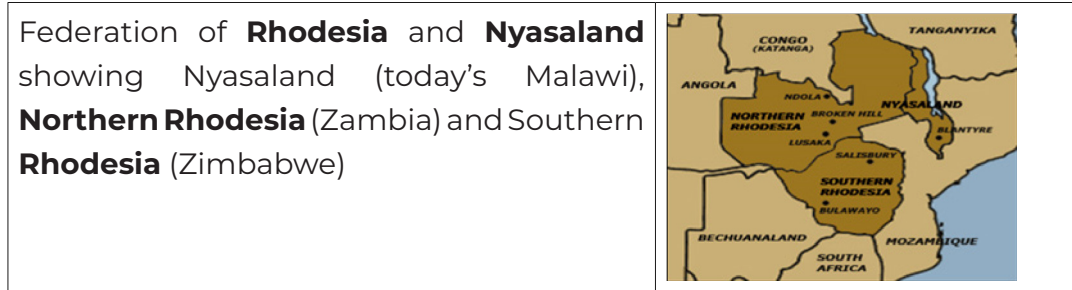 Federation of Rhodesia and Nyasaland
showing Nyasaland (today's Malawi),
Northern Rhodesia (Zambia) and Southern
Rhodesia (Zimbabwe)
CONGO
(KATANGA)
TANGANYIKA
ANGOLA
NDOLA
NYASALAND
NORTHERN
RHODESIA
BROKEN HILL
BLANTYRE
LUSAKA
SALISBURY
SOUTHERN
RHODESIA
BULAWAYO
BECHUANALAND
MOZAMBIQUE
SOUTH
AFRICA